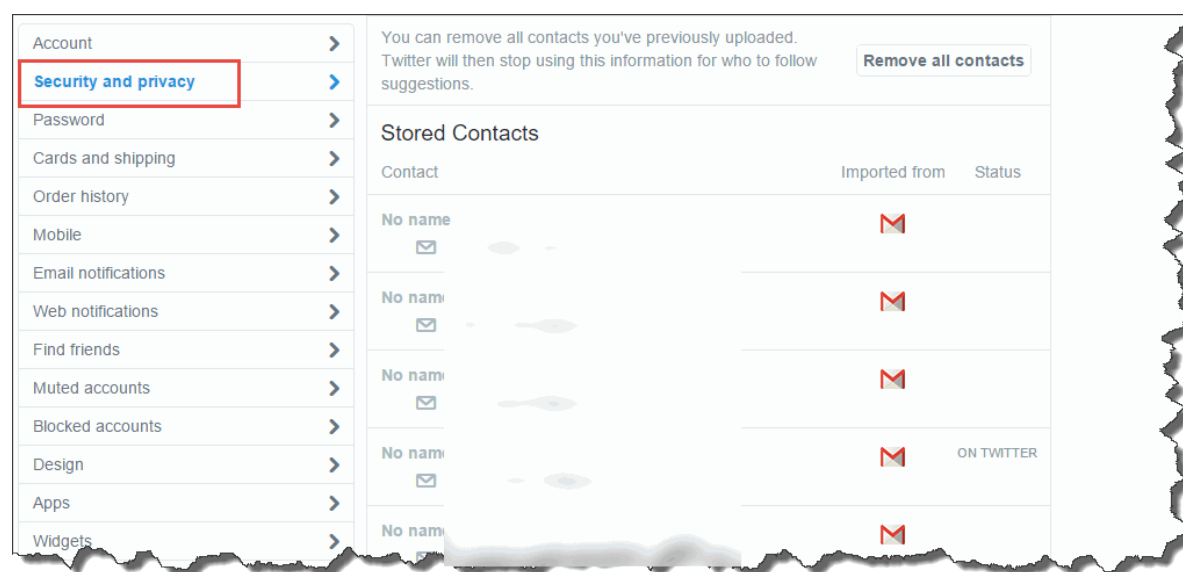 Account
Security and privacy
Password
Cards and shipping
Order history
Mobile
Email notifications
Web notifications
Find friends
Muted accounts
Blocked accounts
Design
Apps
Widgets
You can remove all contacts you've previously uploaded.
Twitter will then stop using this information for who to follow
suggestions.
Remove all contacts
Stored Contacts
Contact Imported from Status
No name
No name
No name
No name ON TWITTER
No name